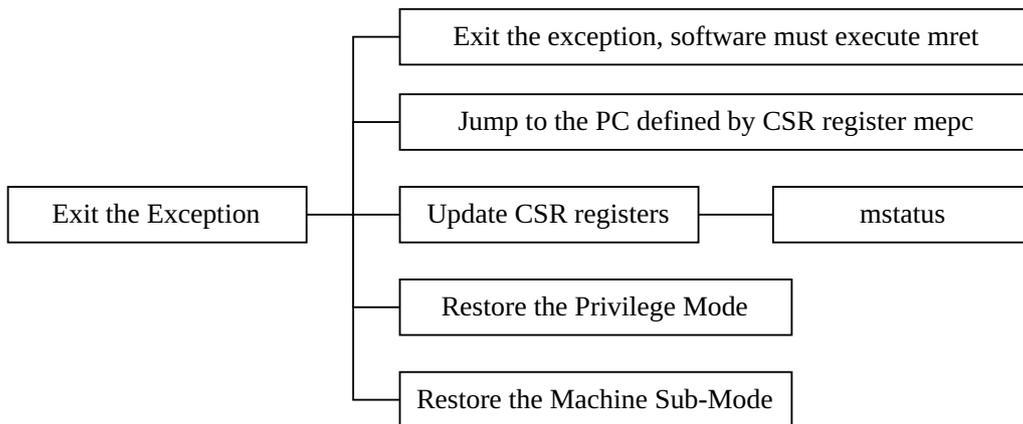 Exit the exception, software must execute mret
Jump to the PC defined by CSR register mepc
Exit the Exception
Update CSR registers
mstatus
Restore the Privilege Mode
Restore the Machine Sub-Mode